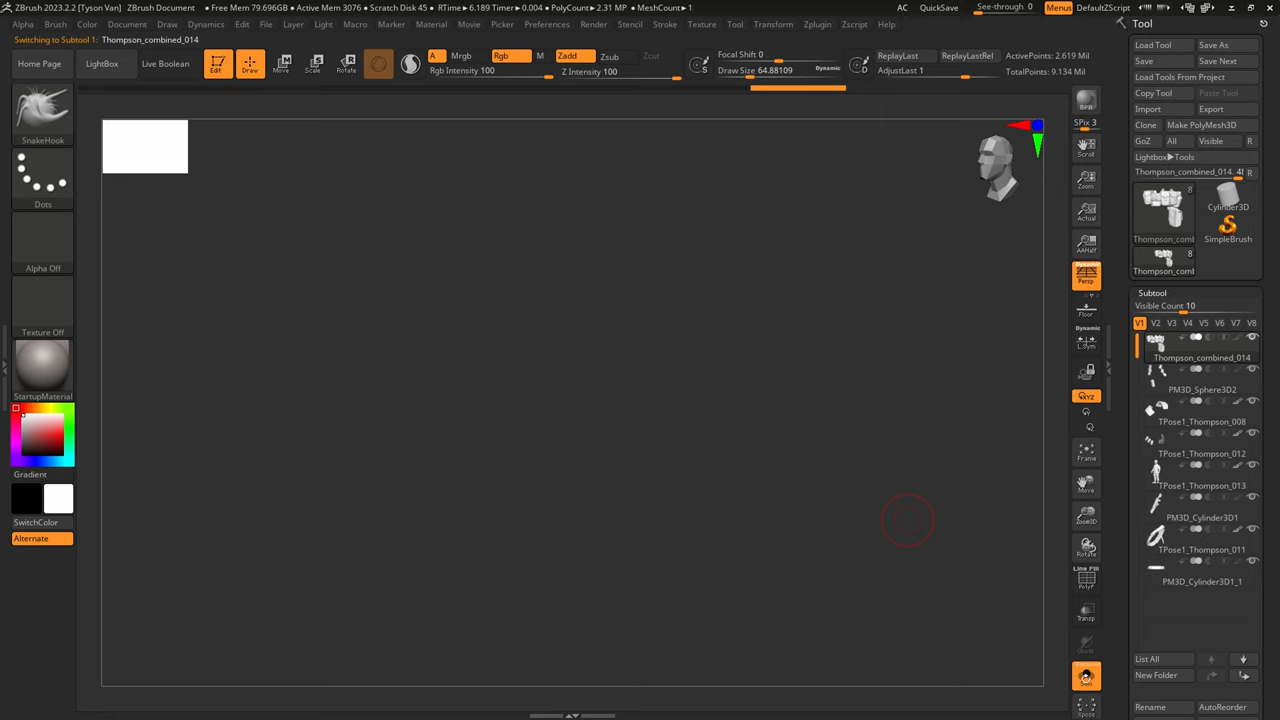 ZBrush 2023.2.2 [Tyson Van] ZBrush Document • Free Mem 79.696GB • Active Mem 3076 • Scratch Disk 45 • RTime▸6.189 Timer▸0.004 • PolyCount▸2.31 MP • MeshCount▸1 AC QuickSave See-through 0 Menus DefaultZScript
Alpha Brush Color Document Draw Dynamics Edit File Layer Light Macro Marker Material Movie Picker Preferences Render Stencil Stroke Texture Tool Transform Zplugin Zscript Help
Switching to Subtool 1: Thompson_combined_014
Home Page LightBox Live Boolean Edit Draw Move Scale Rotate
A Mrgb Rgb M Zadd Zsub Zcut
Rgb Intensity 100 Z Intensity 100
Focal Shift 0
Draw Size 64.88109 Dynamic
ReplayLast ReplayLastRel ActivePoints: 2.619 Mil
AdjustLast 1 TotalPoints: 9.134 Mil
SnakeHook
Dots
Alpha Off
Texture Off
StartupMaterial
Gradient
SwitchColor
Alternate
BPR
SPix 3
Scroll
Zoom
Actual
AAHalf
Dynamic
Persp
Floor
Dynamic
L.Sym
XYZ
Frame
Move
Zoom3D
Rotate
Line Fill
PolyF
Transp
Ghost
Dynamic
Solo
Xpose
Tool
Load Tool Save As
Save Save Next
Load Tools From Project
Copy Tool Paste Tool
Import Export
Clone Make PolyMesh3D
GoZ All Visible R
Lightbox▸Tools
Thompson_combined_014. 48 R
8
Cylinder3D
Thompson_comb SimpleBrush
8
Thompson_comb
Subtool
Visible Count 10
V1 V2 V3 V4 V5 V6 V7 V8
Thompson_combined_014
PM3D_Sphere3D2
TPose1_Thompson_008
TPose1_Thompson_012
TPose1_Thompson_013
PM3D_Cylinder3D1
TPose1_Thompson_011
PM3D_Cylinder3D1_1
List All
New Folder
Rename AutoReorder